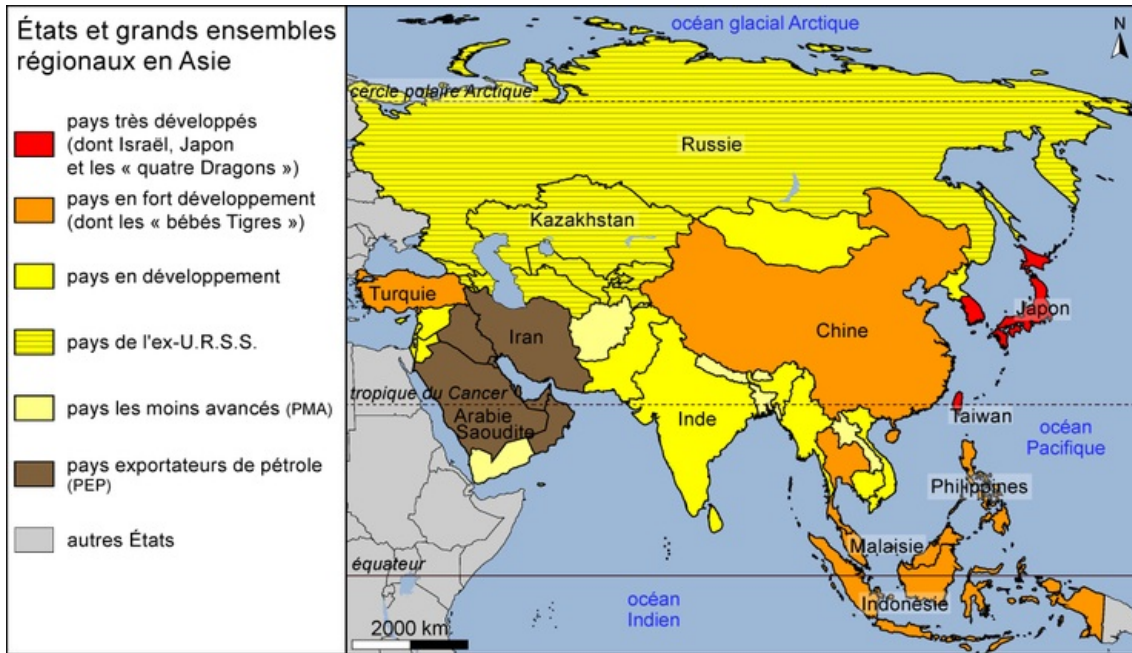 États et grands ensembles
régionaux en Asie
pays très développés
(dont Israël, Japon
et les « quatre Dragons »)
pays en fort développement
(dont les « bébés Tigres »)
pays en développement
pays de l'ex-U.R.S.S.
pays les moins avancés (PMA)
pays exportateurs de pétrole
(PEP)
autres États
océan glacial Arctique
N
cercle polaire Arctique
Russie
Kazakhstan
Turquie
Iran
Chine
Japon
tropique du Cancer
Arabie
Saoudite
Inde
Taiwan
océan
Pacifique
Philippines
Malaisie
équateur
Indonésie
océan
Indien
2000 km